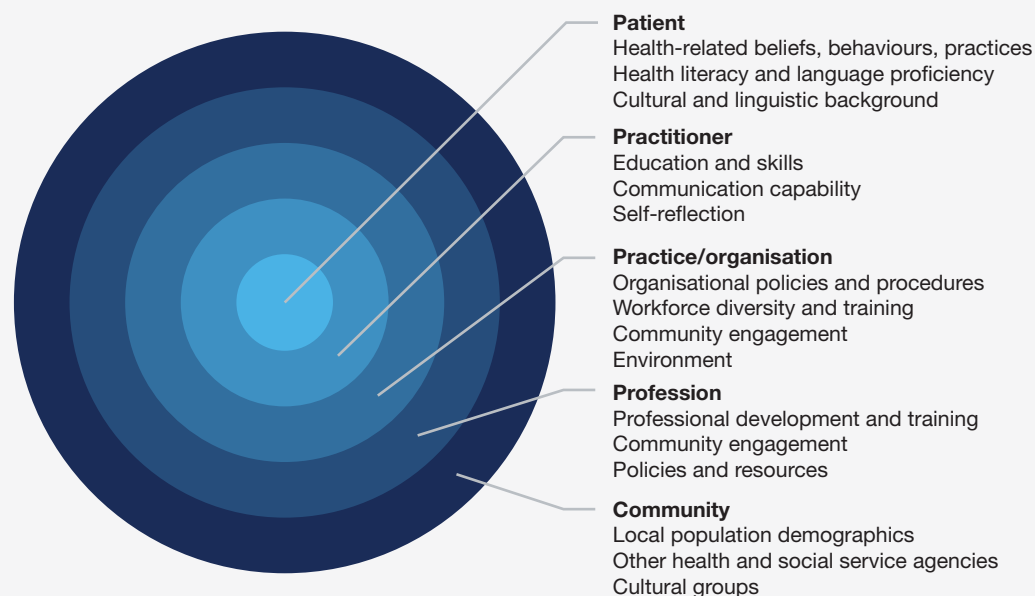 Patient
Health-related beliefs, behaviours, practices
Health literacy and language proficiency
Cultural and linguistic background
Practitioner
Education and skills
Communication capability
Self-reflection
Practice/organisation
Organisational policies and procedures
Workforce diversity and training
Community engagement
Environment
Profession
Professional development and training
Community engagement
Policies and resources
Community
Local population demographics
Other health and social service agencies
Cultural groups